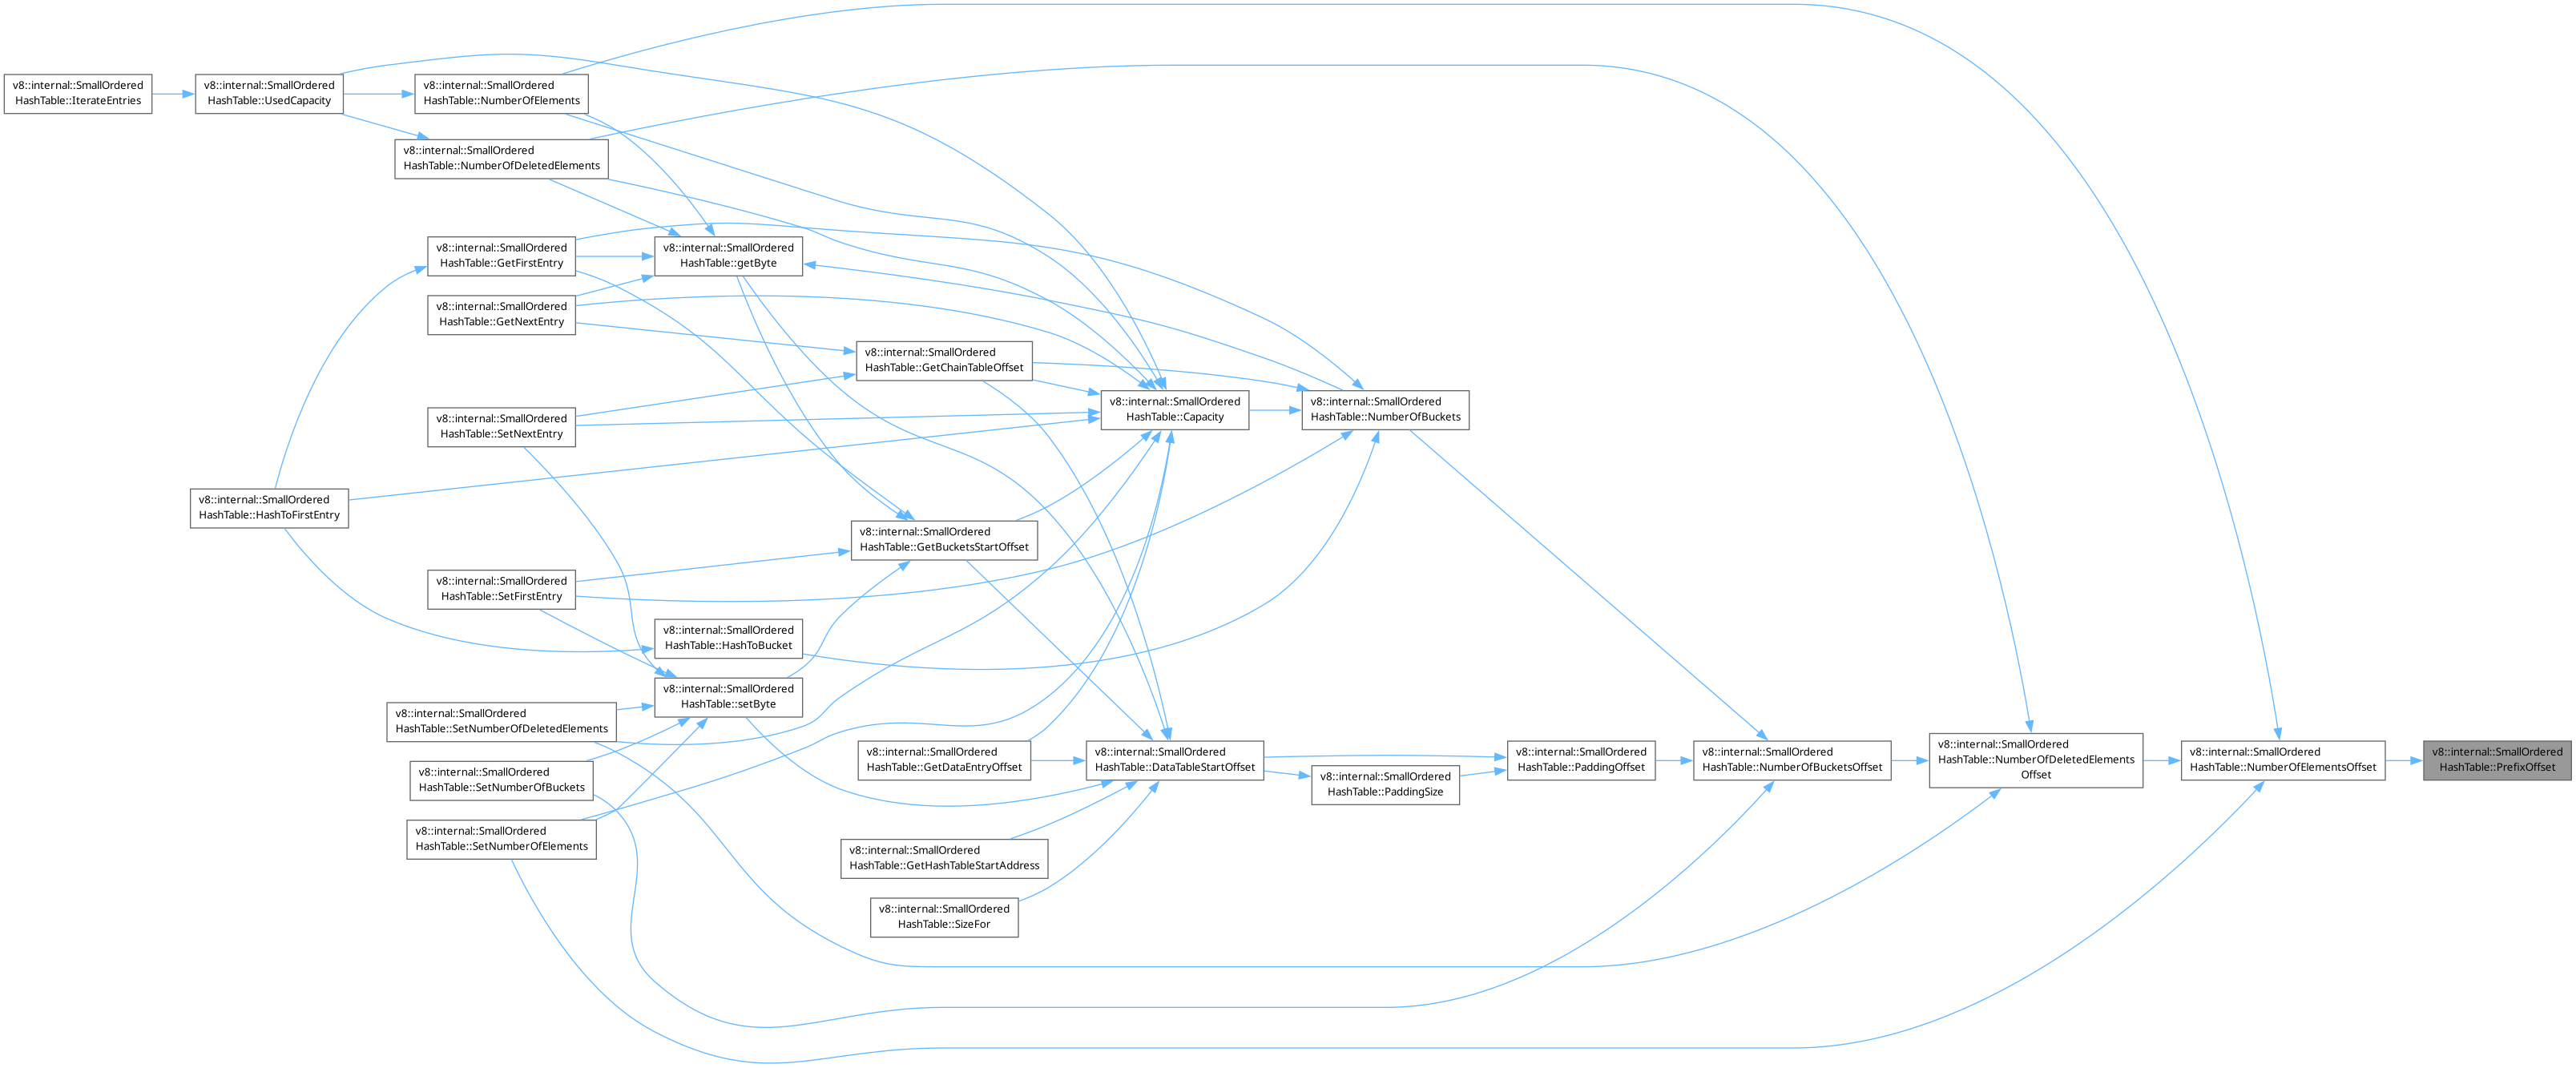 v8::internal::SmallOrdered
HashTable::IterateEntries
v8::internal::SmallOrdered
HashTable::UsedCapacity
v8::internal::SmallOrdered
HashTable::NumberOfElements
v8::internal::SmallOrdered
HashTable::NumberOfDeletedElements
v8::internal::SmallOrdered
HashTable::GetFirstEntry
v8::internal::SmallOrdered
HashTable::getByte
v8::internal::SmallOrdered
HashTable::GetNextEntry
v8::internal::SmallOrdered
HashTable::GetChainTableOffset
v8::internal::SmallOrdered
HashTable::Capacity
v8::internal::SmallOrdered
HashTable::NumberOfBuckets
v8::internal::SmallOrdered
HashTable::SetNextEntry
v8::internal::SmallOrdered
HashTable::HashToFirstEntry
v8::internal::SmallOrdered
HashTable::GetBucketsStartOffset
v8::internal::SmallOrdered
HashTable::SetFirstEntry
v8::internal::SmallOrdered
HashTable::HashToBucket
v8::internal::SmallOrdered
HashTable::setByte
v8::internal::SmallOrdered
HashTable::SetNumberOfDeletedElements
v8::internal::SmallOrdered
HashTable::GetDataEntryOffset
v8::internal::SmallOrdered
HashTable::DataTableStartOffset
v8::internal::SmallOrdered
HashTable::PaddingOffset
v8::internal::SmallOrdered
HashTable::NumberOfBucketsOffset
v8::internal::SmallOrdered
HashTable::NumberOfDeletedElements
Offset
v8::internal::SmallOrdered
HashTable::NumberOfElementsOffset
v8::internal::SmallOrdered
HashTable::PrefixOffset
v8::internal::SmallOrdered
HashTable::SetNumberOfBuckets
v8::internal::SmallOrdered
HashTable::PaddingSize
v8::internal::SmallOrdered
HashTable::SetNumberOfElements
v8::internal::SmallOrdered
HashTable::GetHashTableStartAddress
v8::internal::SmallOrdered
HashTable::SizeFor